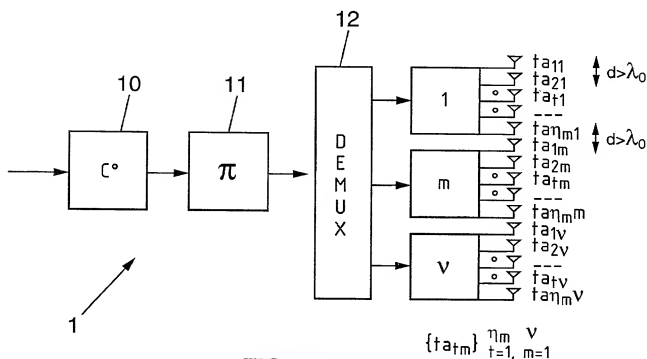 12
10
11
1
C°
π
DEMUX
1
m
ν
ta11
ta21
tat1
---
taηm1
ta1m
ta2m
tatm
---
taηmm
ta1ν
ta2ν
---
tatν
taηmν
d>λ0
d>λ0
{tatm} ηm ν
t=1, m=1